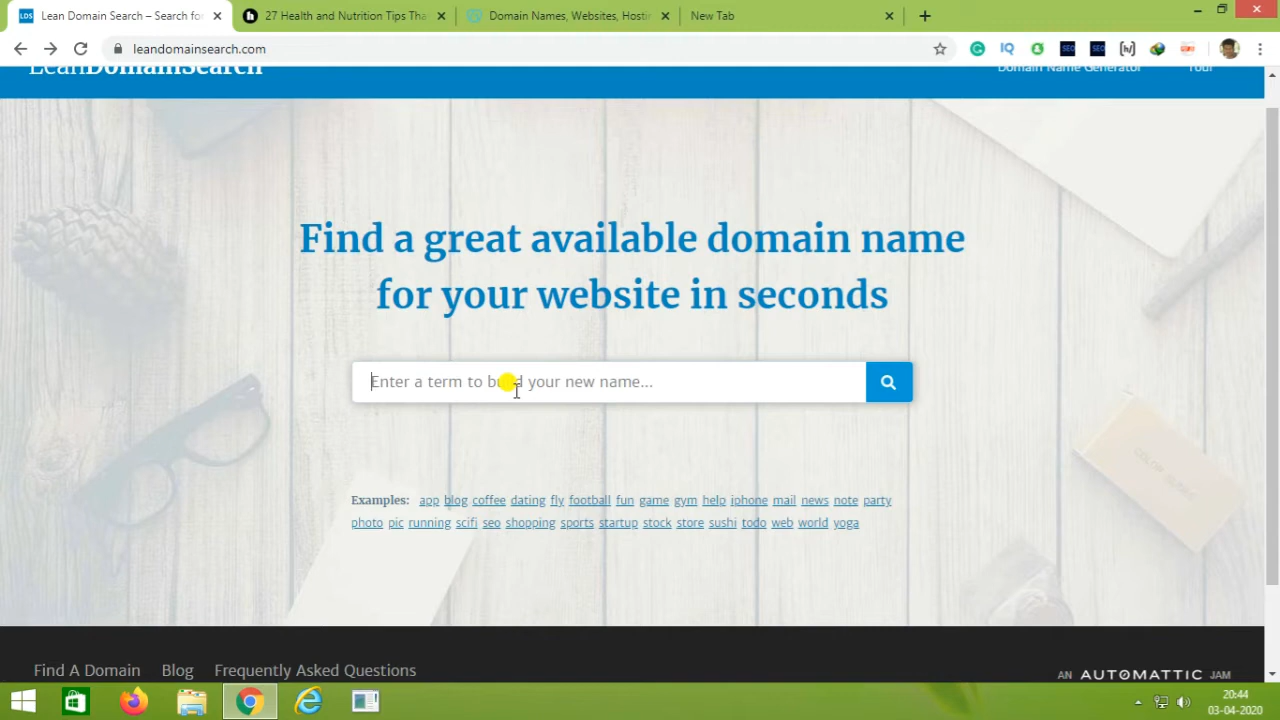 LDS Lean Domain Search – Search for
27 Health and Nutrition Tips Tha
Domain Names, Websites, Hosti
New Tab
leandomainsearch.com
LeanDomainSearch
Domain Name Generator Tour
Find a great available domain name
for your website in seconds
Enter a term to build your new name...
Examples: app blog coffee dating fly football fun game gym help iphone mail news note party
photo pic running scifi seo shopping sports startup stock store sushi todo web world yoga
Find A Domain Blog Frequently Asked Questions
AN AUTOMATTIC JAM
20:44
03-04-2020